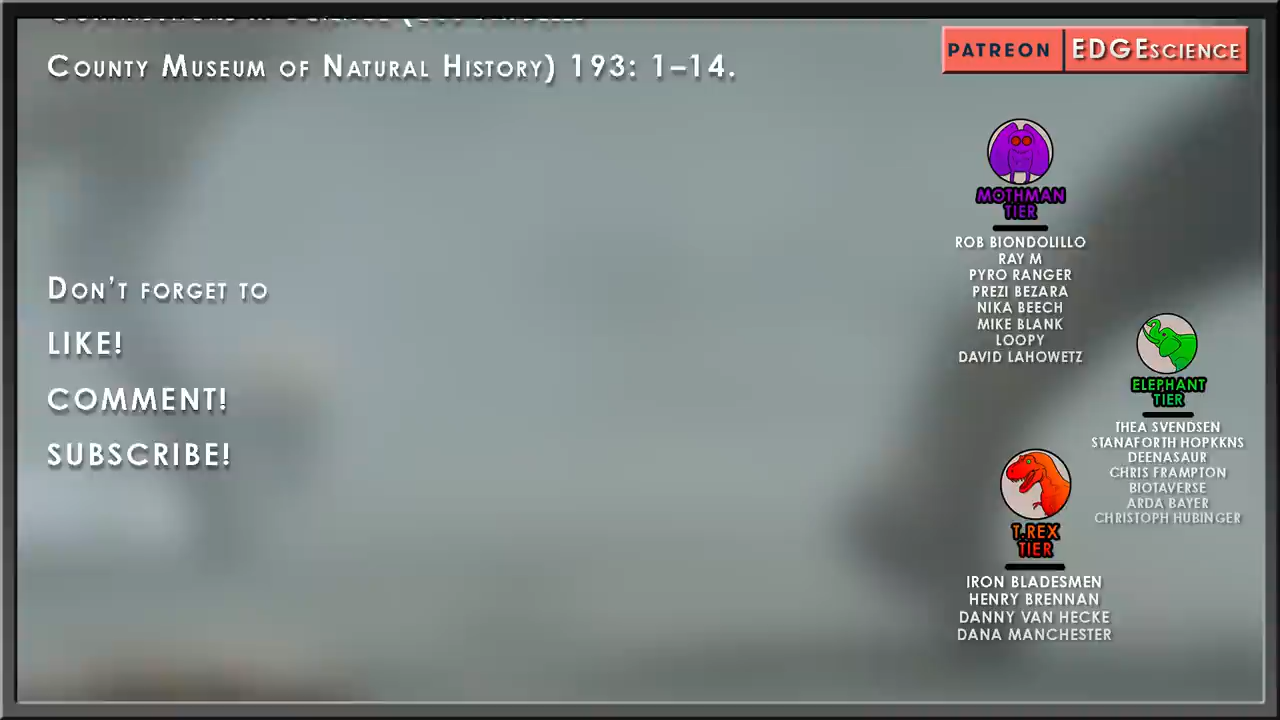 County Museum of Natural History) 193: 1–14.
PATREON EDGEscience
Don't forget to
LIKE!
COMMENT!
SUBSCRIBE!
MOTHMAN
TIER
ROB BIONDOLILLO
RAY M
PYRO RANGER
PREZI BEZARA
NIKA BEECH
MIKE BLANK
LOOPY
DAVID LAHOWETZ
ELEPHANT
TIER
THEA SVENDSEN
STANAFORTH HOPKKNS
DEENASAUR
CHRIS FRAMPTON
BIOTAVERSE
ARDA BAYER
CHRISTOPH HUBINGER
T.REX
TIER
IRON BLADESMEN
HENRY BRENNAN
DANNY VAN HECKE
DANA MANCHESTER